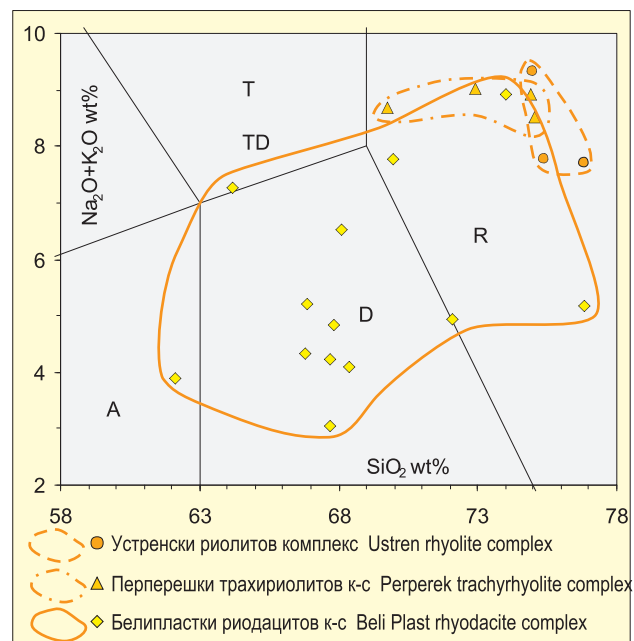 10
8
6
4
2
Na₂O+K₂O wt%
T
TD
R
D
A
SiO₂ wt%
58 63 68 73 78
Устренски риолитов комплекс Ustren rhyolite complex
Перперешки трахириолитов к-с Perperek trachyrhyolite complex
Белипластки риодацитов к-с Beli Plast rhyodacite complex